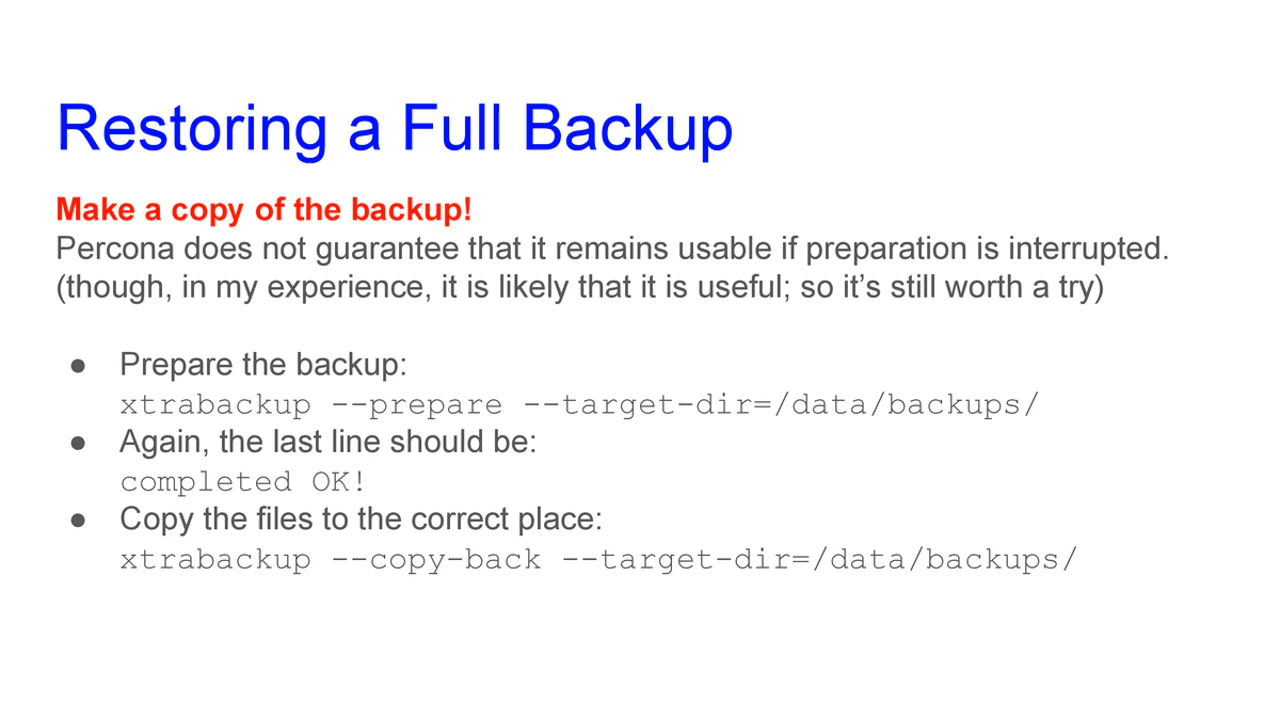 Restoring a Full Backup
Make a copy of the backup!
Percona does not guarantee that it remains usable if preparation is interrupted.
(though, in my experience, it is likely that it is useful; so it’s still worth a try)
● Prepare the backup:
xtrabackup --prepare --target-dir=/data/backups/
● Again, the last line should be:
completed OK!
● Copy the files to the correct place:
xtrabackup --copy-back --target-dir=/data/backups/